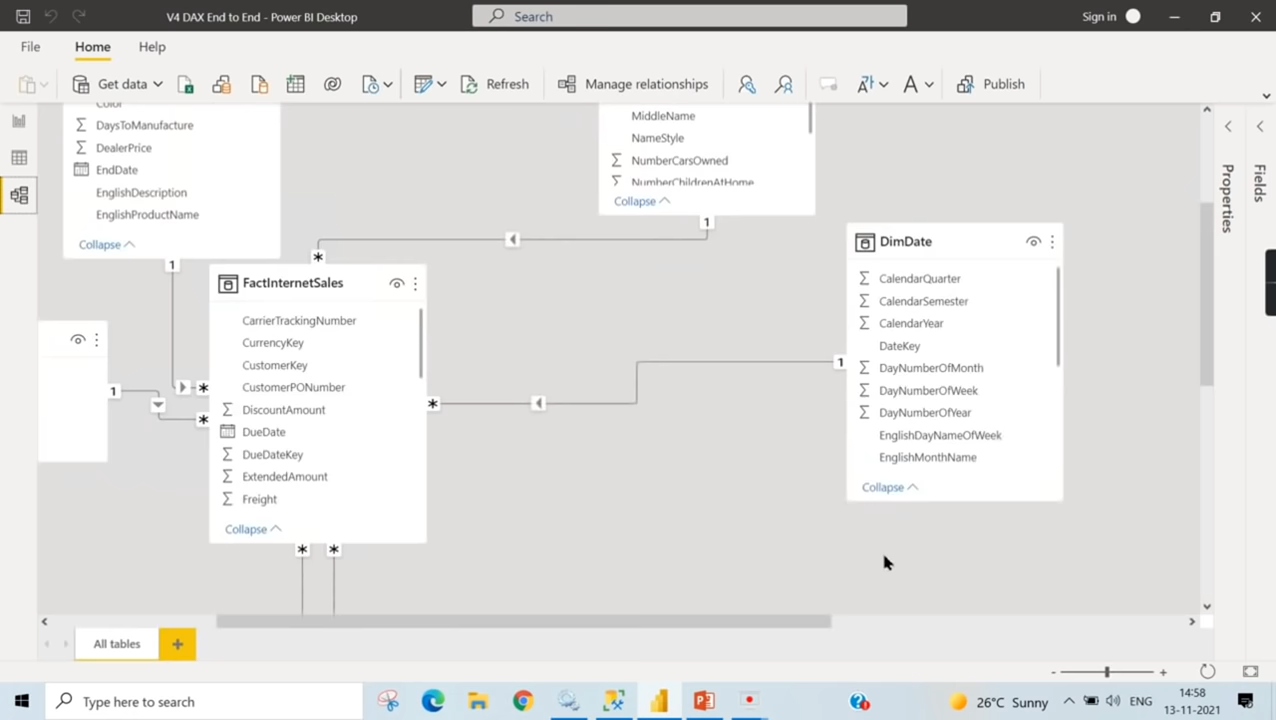 V4 DAX End to End - Power BI Desktop
Search
Sign in
File
Home
Help
Get data
Refresh
Manage relationships
Publish
Color
DaysToManufacture
DealerPrice
EndDate
EnglishDescription
EnglishProductName
Collapse
1
MiddleName
NameStyle
NumberCarsOwned
NumberChildrenAtHome
Collapse
1
*
FactInternetSales
CarrierTrackingNumber
CurrencyKey
CustomerKey
CustomerPONumber
DiscountAmount
DueDate
DueDateKey
ExtendedAmount
Freight
Collapse
1
*
*
*
*
*
1
DimDate
CalendarQuarter
CalendarSemester
CalendarYear
DateKey
DayNumberOfMonth
DayNumberOfWeek
DayNumberOfYear
EnglishDayNameOfWeek
EnglishMonthName
Collapse
Properties
Fields
All tables
+
- +
Type here to search
26°C Sunny
ENG
14:58
13-11-2021